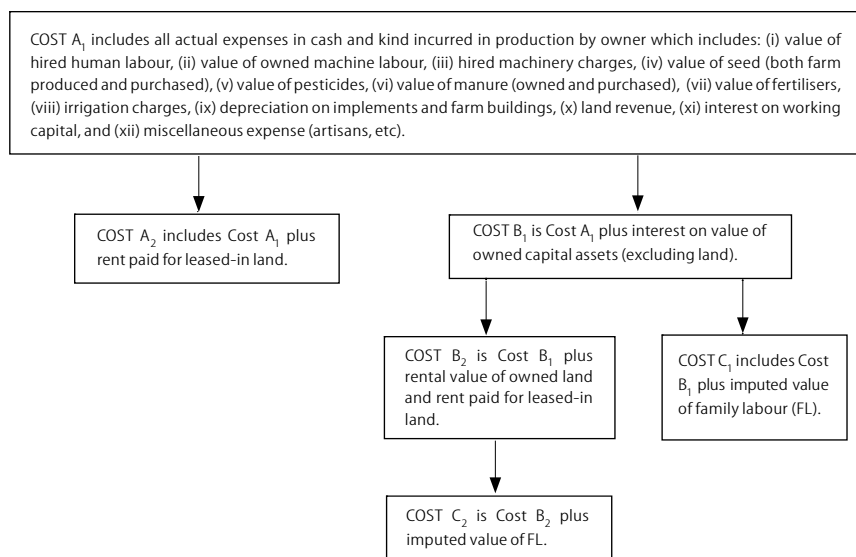 COST A₁ includes all actual expenses in cash and kind incurred in production by owner which includes: (i) value of
hired human labour, (ii) value of owned machine labour, (iii) hired machinery charges, (iv) value of seed (both farm
produced and purchased), (v) value of pesticides, (vi) value of manure (owned and purchased), (vii) value of fertilisers,
(viii) irrigation charges, (ix) depreciation on implements and farm buildings, (x) land revenue, (xi) interest on working
capital, and (xii) miscellaneous expense (artisans, etc).
COST A₂ includes Cost A₁ plus
rent paid for leased-in land.
COST B₁ is Cost A₁ plus interest on value of
owned capital assets (excluding land).
COST B₂ is Cost B₁ plus
rental value of owned land
and rent paid for leased-in
land.
COST C₁ includes Cost
B₁ plus imputed value
of family labour (FL).
COST C₂ is Cost B₂ plus
imputed value of FL.